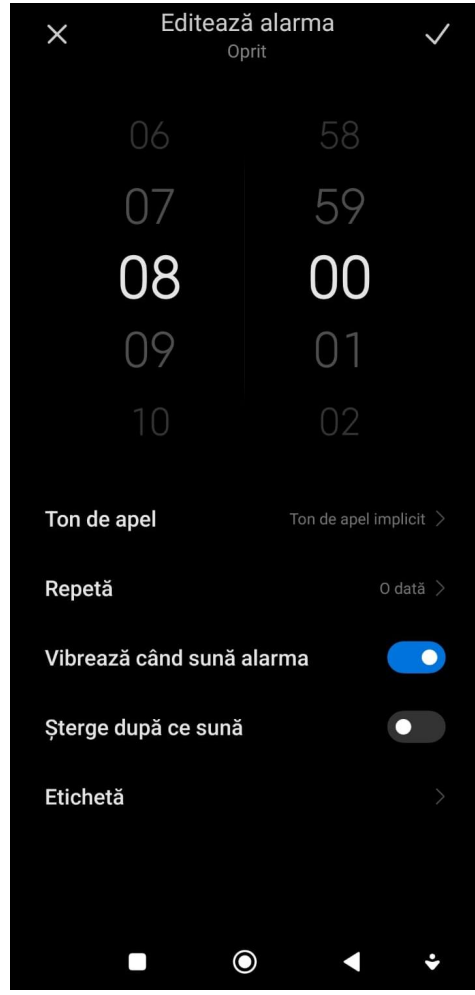 Editează alarma
Oprit
06 58
07 59
08 00
09 01
10 02
Ton de apel Ton de apel implicit
Repetă O dată
Vibrează când sună alarma
Șterge după ce sună
Etichetă